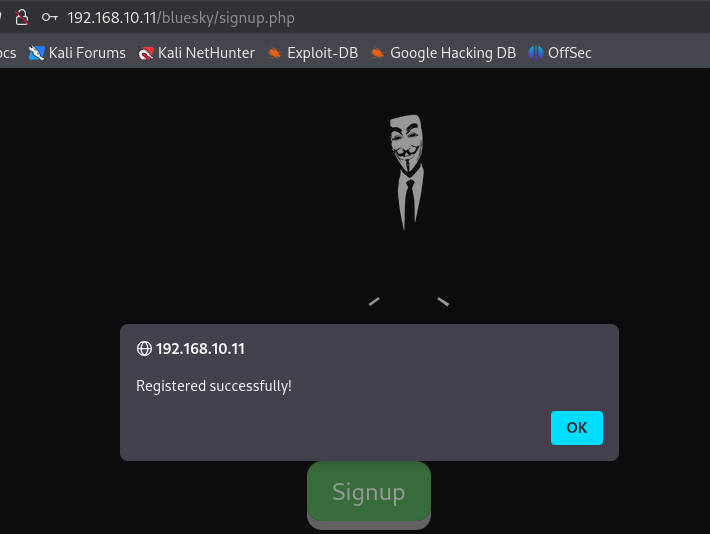 192.168.10.11/bluesky/signup.php
Kali Forums Kali NetHunter Exploit-DB Google Hacking DB OffSec
192.168.10.11
Registered successfully!
OK
Signup